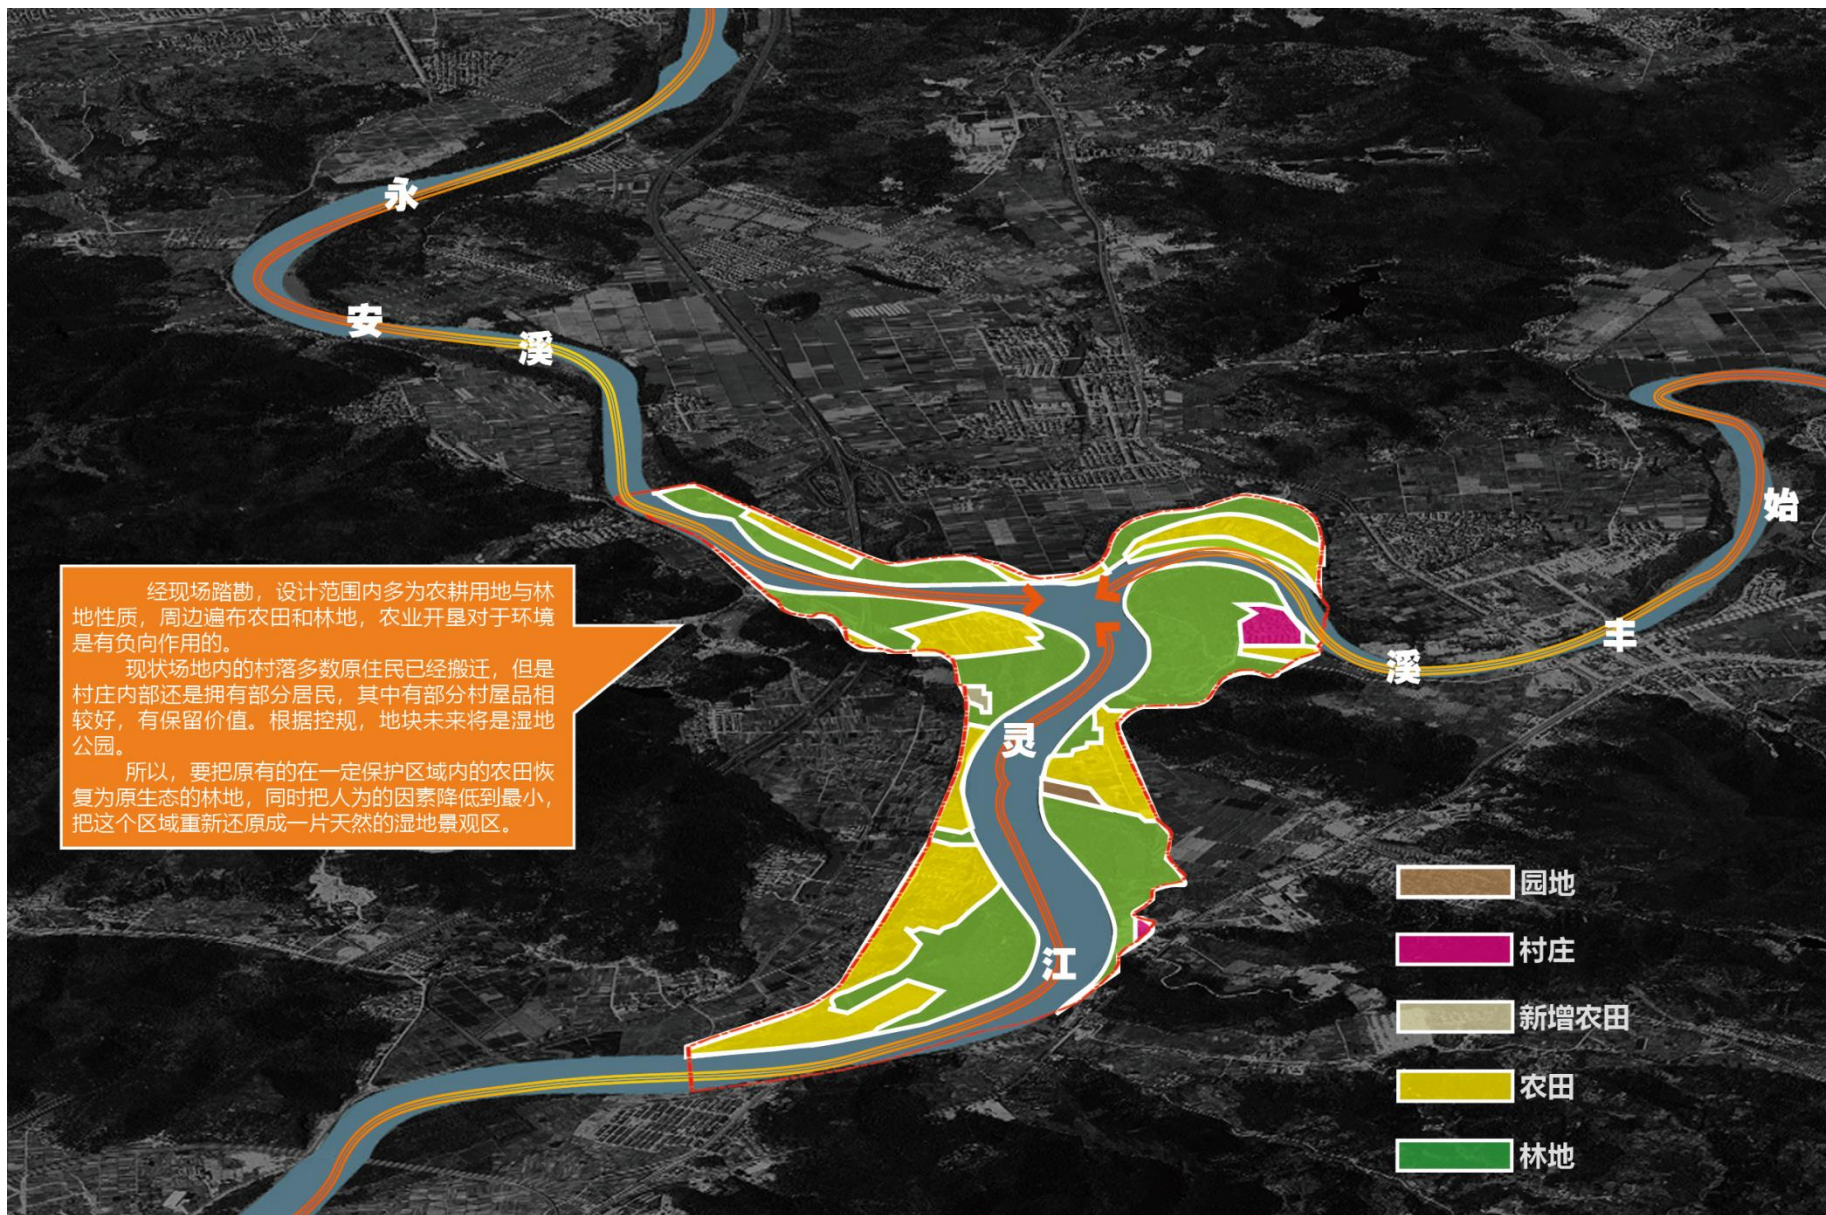 永
安
溪
始
丰
溪
灵
江
经现场踏勘，设计范围内多为农耕用地与林
地性质，周边遍布农田和林地，农业开垦对于环境
是有负向作用的。
现状场地内的村落多数原住民已经搬迁，但是
村庄内部还是拥有部分居民，其中有部分村屋品相
较好，有保留价值。根据控规，地块未来将是湿地
公园。
所以，要把原有的在一定保护区域内的农田恢
复为原生态的林地，同时把人为的因素降低到最小，
把这个区域重新还原成一片天然的湿地景观区。
园地
村庄
新增农田
农田
林地